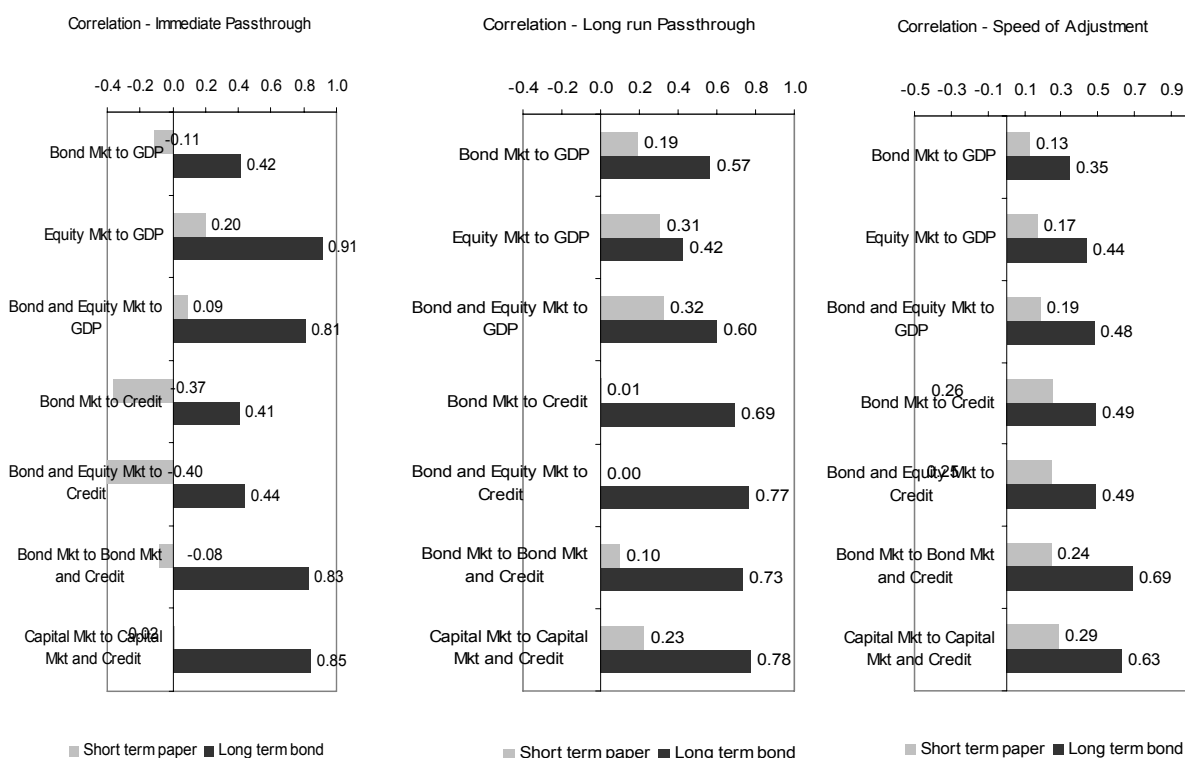 Correlation - Immediate Passthrough
-0.4 -0.2 0.0 0.2 0.4 0.6 0.8 1.0
Bond Mkt to GDP
-0.11
0.42
Equity Mkt to GDP
0.20
0.91
Bond and Equity Mkt to
GDP
0.09
0.81
Bond Mkt to Credit
-0.37
0.41
Bond and Equity Mkt to
Credit
-0.40
0.44
Bond Mkt to Bond Mkt
and Credit
-0.08
0.83
Capital Mkt to Capital
Mkt and Credit
0.02
0.85
Short term paper Long term bond
Correlation - Long run Passthrough
-0.4 -0.2 0.0 0.2 0.4 0.6 0.8 1.0
Bond Mkt to GDP
0.19
0.57
Equity Mkt to GDP
0.31
0.42
Bond and Equity Mkt to
GDP
0.32
0.60
Bond Mkt to Credit
0.01
0.69
Bond and Equity Mkt to
Credit
0.00
0.77
Bond Mkt to Bond Mkt
and Credit
0.10
0.73
Capital Mkt to Capital
Mkt and Credit
0.23
0.78
Short term paper Long term bond
Correlation - Speed of Adjustment
-0.5 -0.3 -0.1 0.1 0.3 0.5 0.7 0.9
Bond Mkt to GDP
0.13
0.35
Equity Mkt to GDP
0.17
0.44
Bond and Equity Mkt to
GDP
0.19
0.48
0.26
Bond Mkt to Credit
0.49
Bond and Equity Mkt to
Credit
0.25
0.49
Bond Mkt to Bond Mkt
and Credit
0.24
0.69
Capital Mkt to Capital
Mkt and Credit
0.29
0.63
Short term paper Long term bond